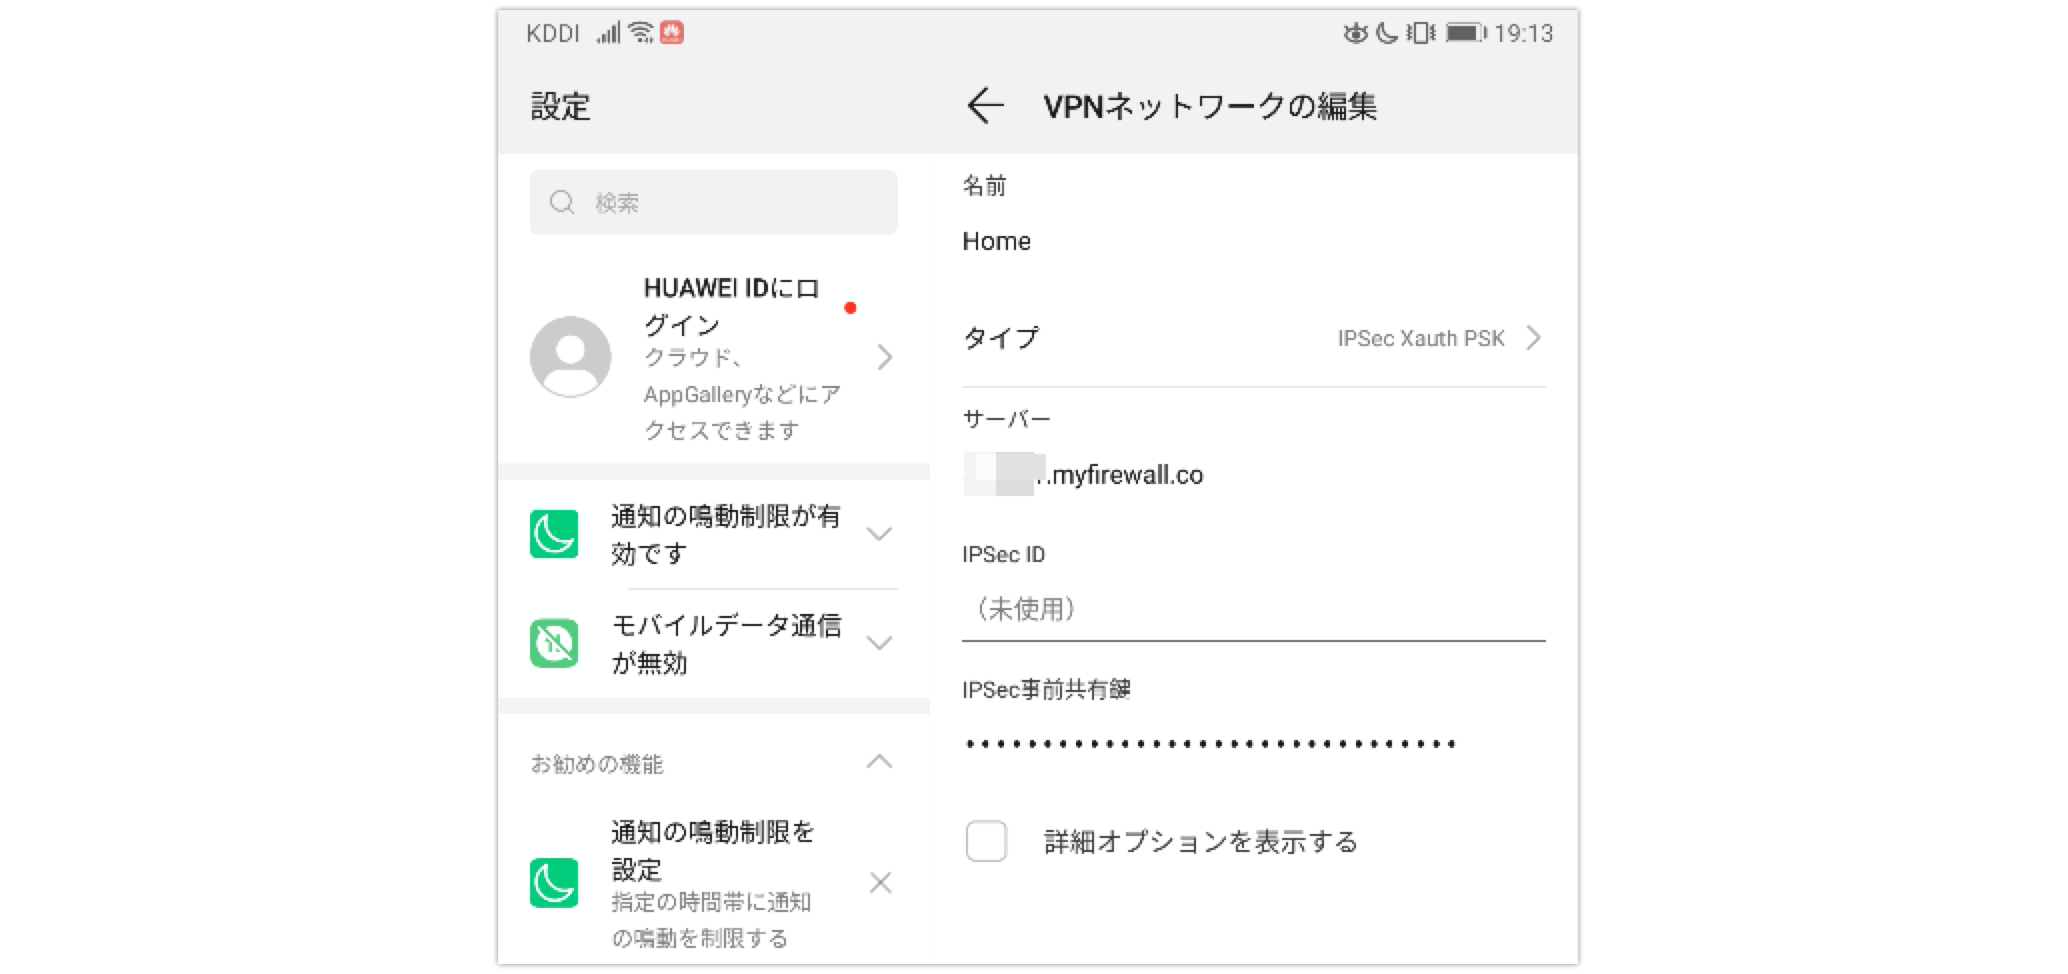 KDDI
19:13
設定
検索
HUAWEI IDにロ
グイン
クラウド、
AppGalleryなどにア
クセスできます
通知の鳴動制限が有
効です
モバイルデータ通信
が無効
お勧めの機能
通知の鳴動制限を
設定
指定の時間帯に通知
の鳴動を制限する
VPNネットワークの編集
名前
Home
タイプ
IPSec Xauth PSK
サーバー
.myfirewall.co
IPSec ID
（未使用）
IPSec事前共有鍵
••••••••••••••••••••••••••••••••
詳細オプションを表示する